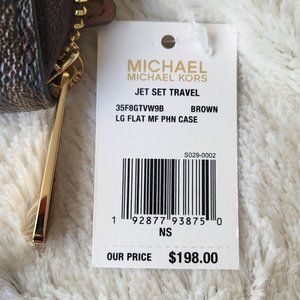 MICHAEL
MICHAEL KORS
JET SET TRAVEL
35F8GTVW9B BROWN
LG FLAT MF PHN CASE
S029-0002
1 92877 93875 0
NS
OUR PRICE $198.00